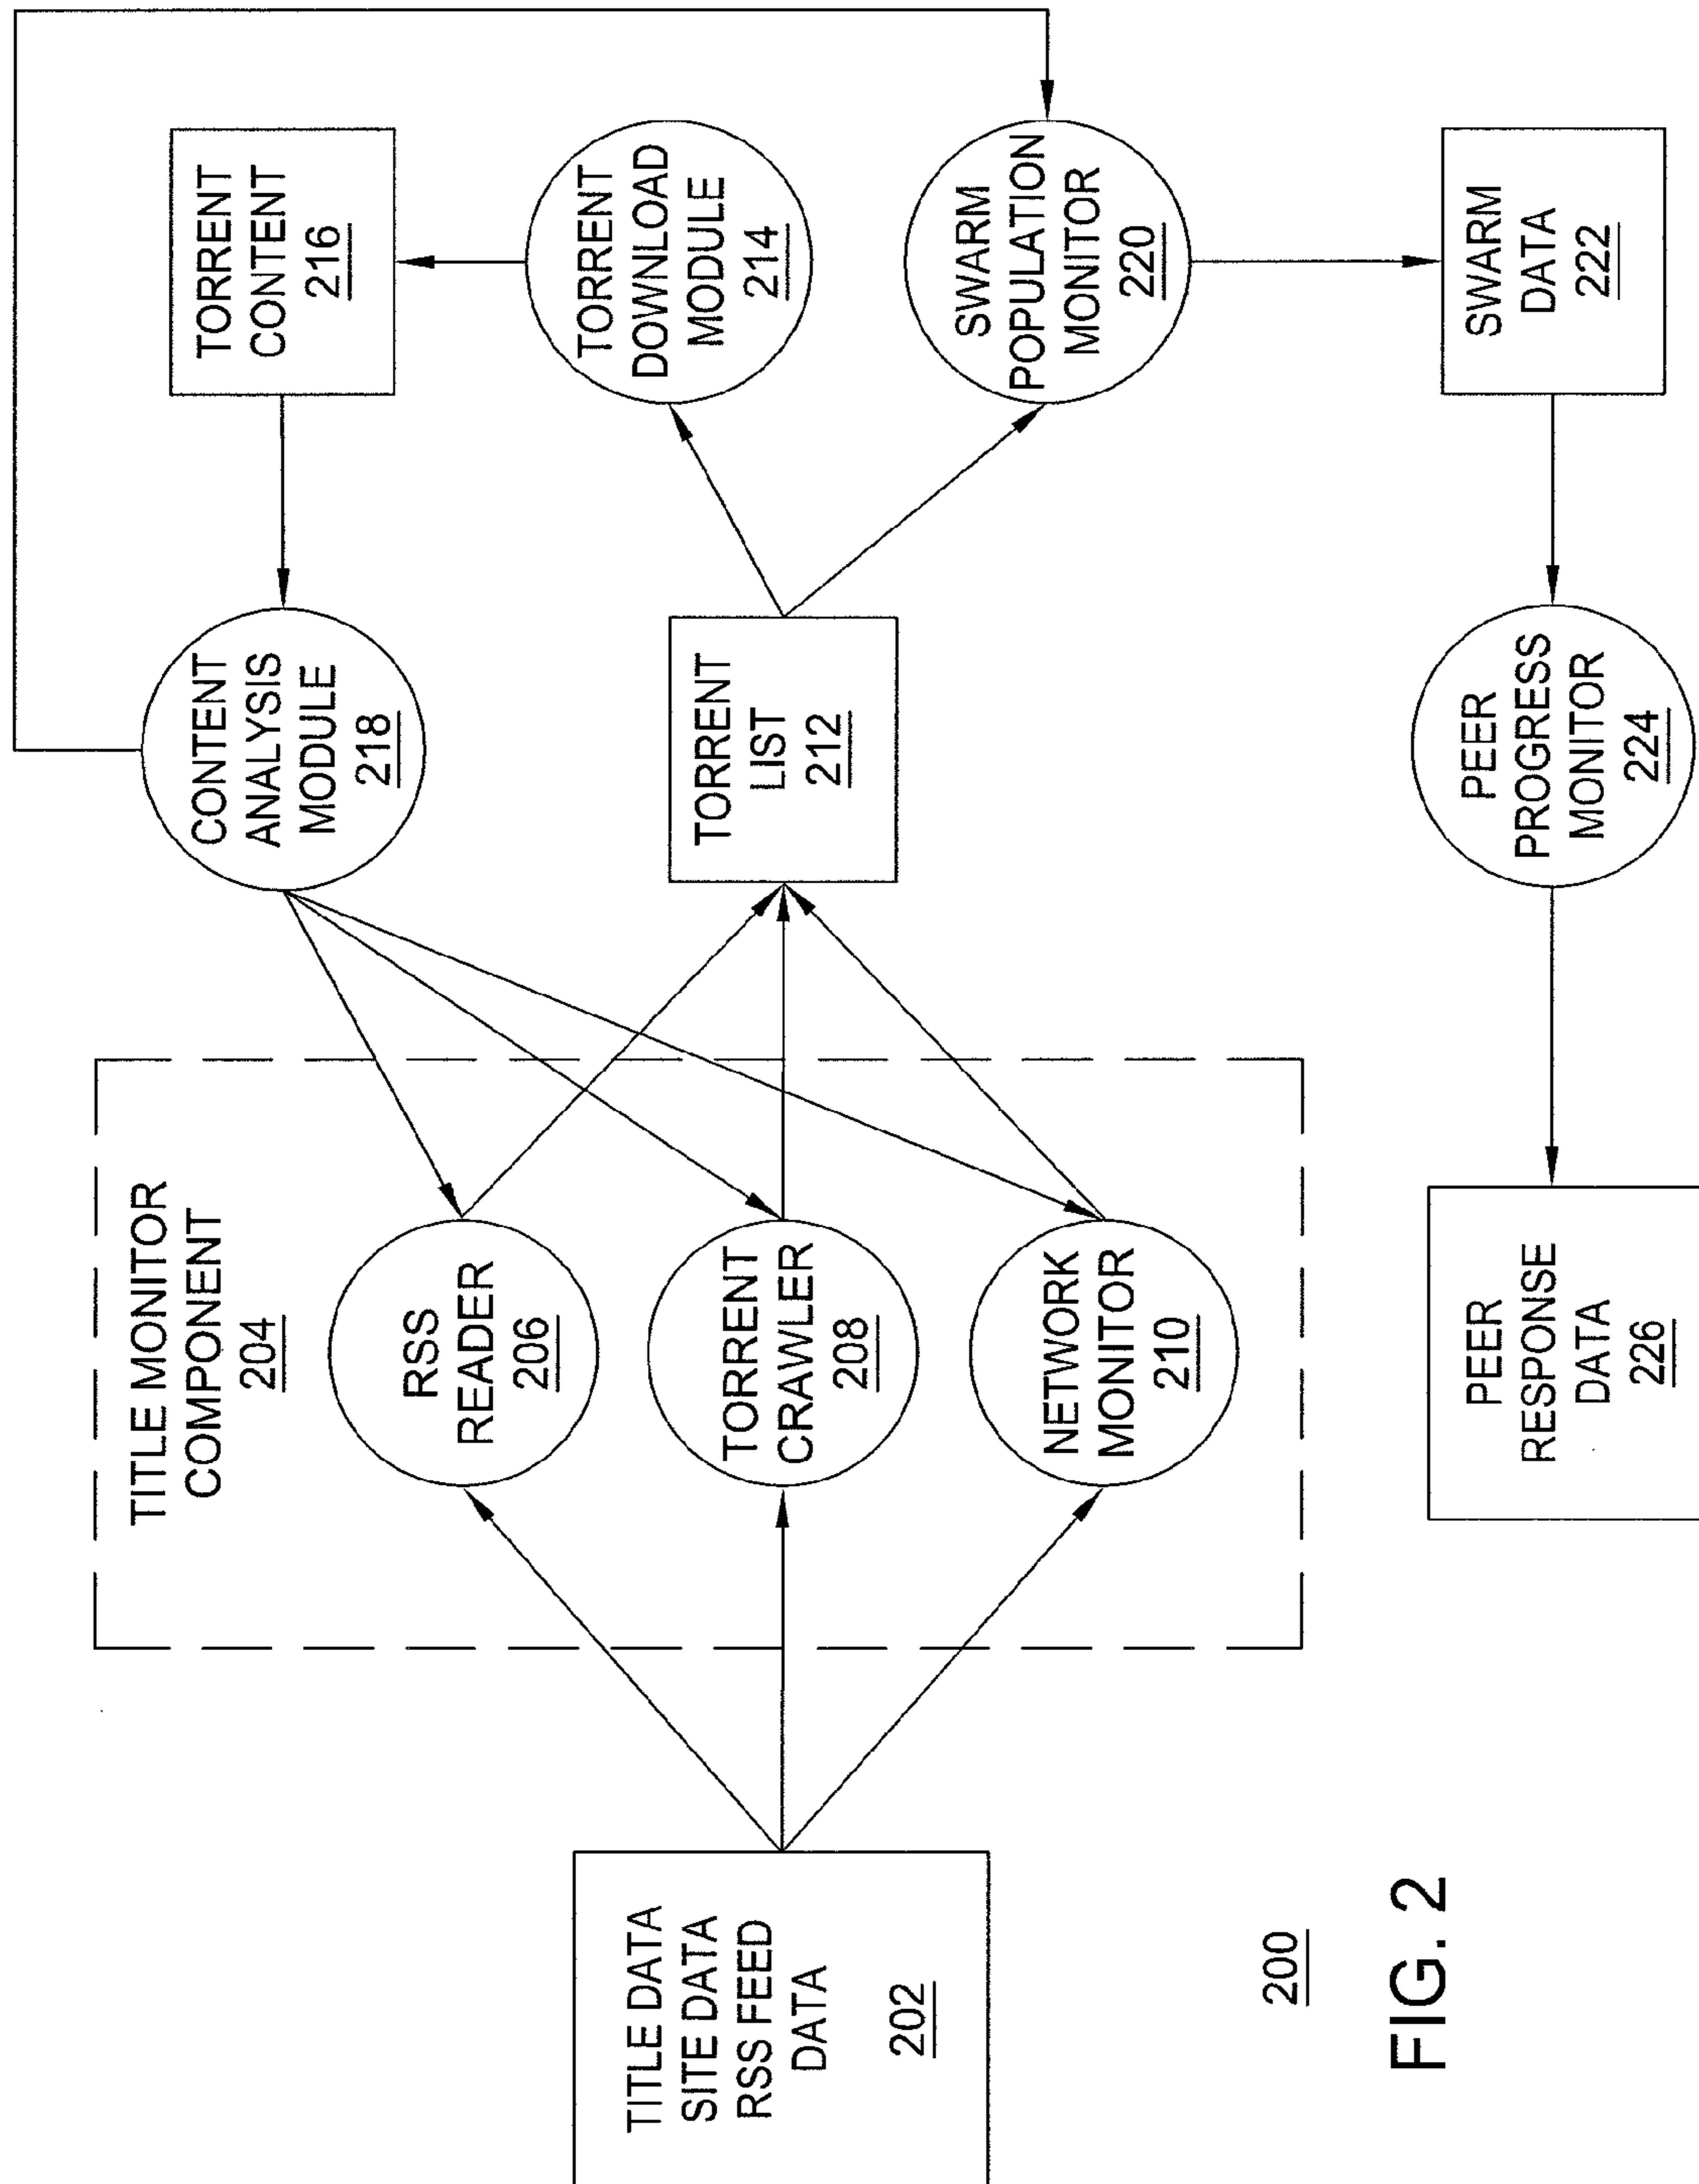 TITLE DATA
SITE DATA
RSS FEED
DATA
202
TITLE MONITOR
COMPONENT
204
RSS
READER
206
TORRENT
CRAWLER
208
NETWORK
MONITOR
210
CONTENT
ANALYSIS
MODULE
218
TORRENT
LIST
212
TORRENT
CONTENT
216
TORRENT
DOWNLOAD
MODULE
214
SWARM
POPULATION
MONITOR
220
SWARM
DATA
222
PEER
PROGRESS
MONITOR
224
PEER
RESPONSE
DATA
226
200
FIG. 2